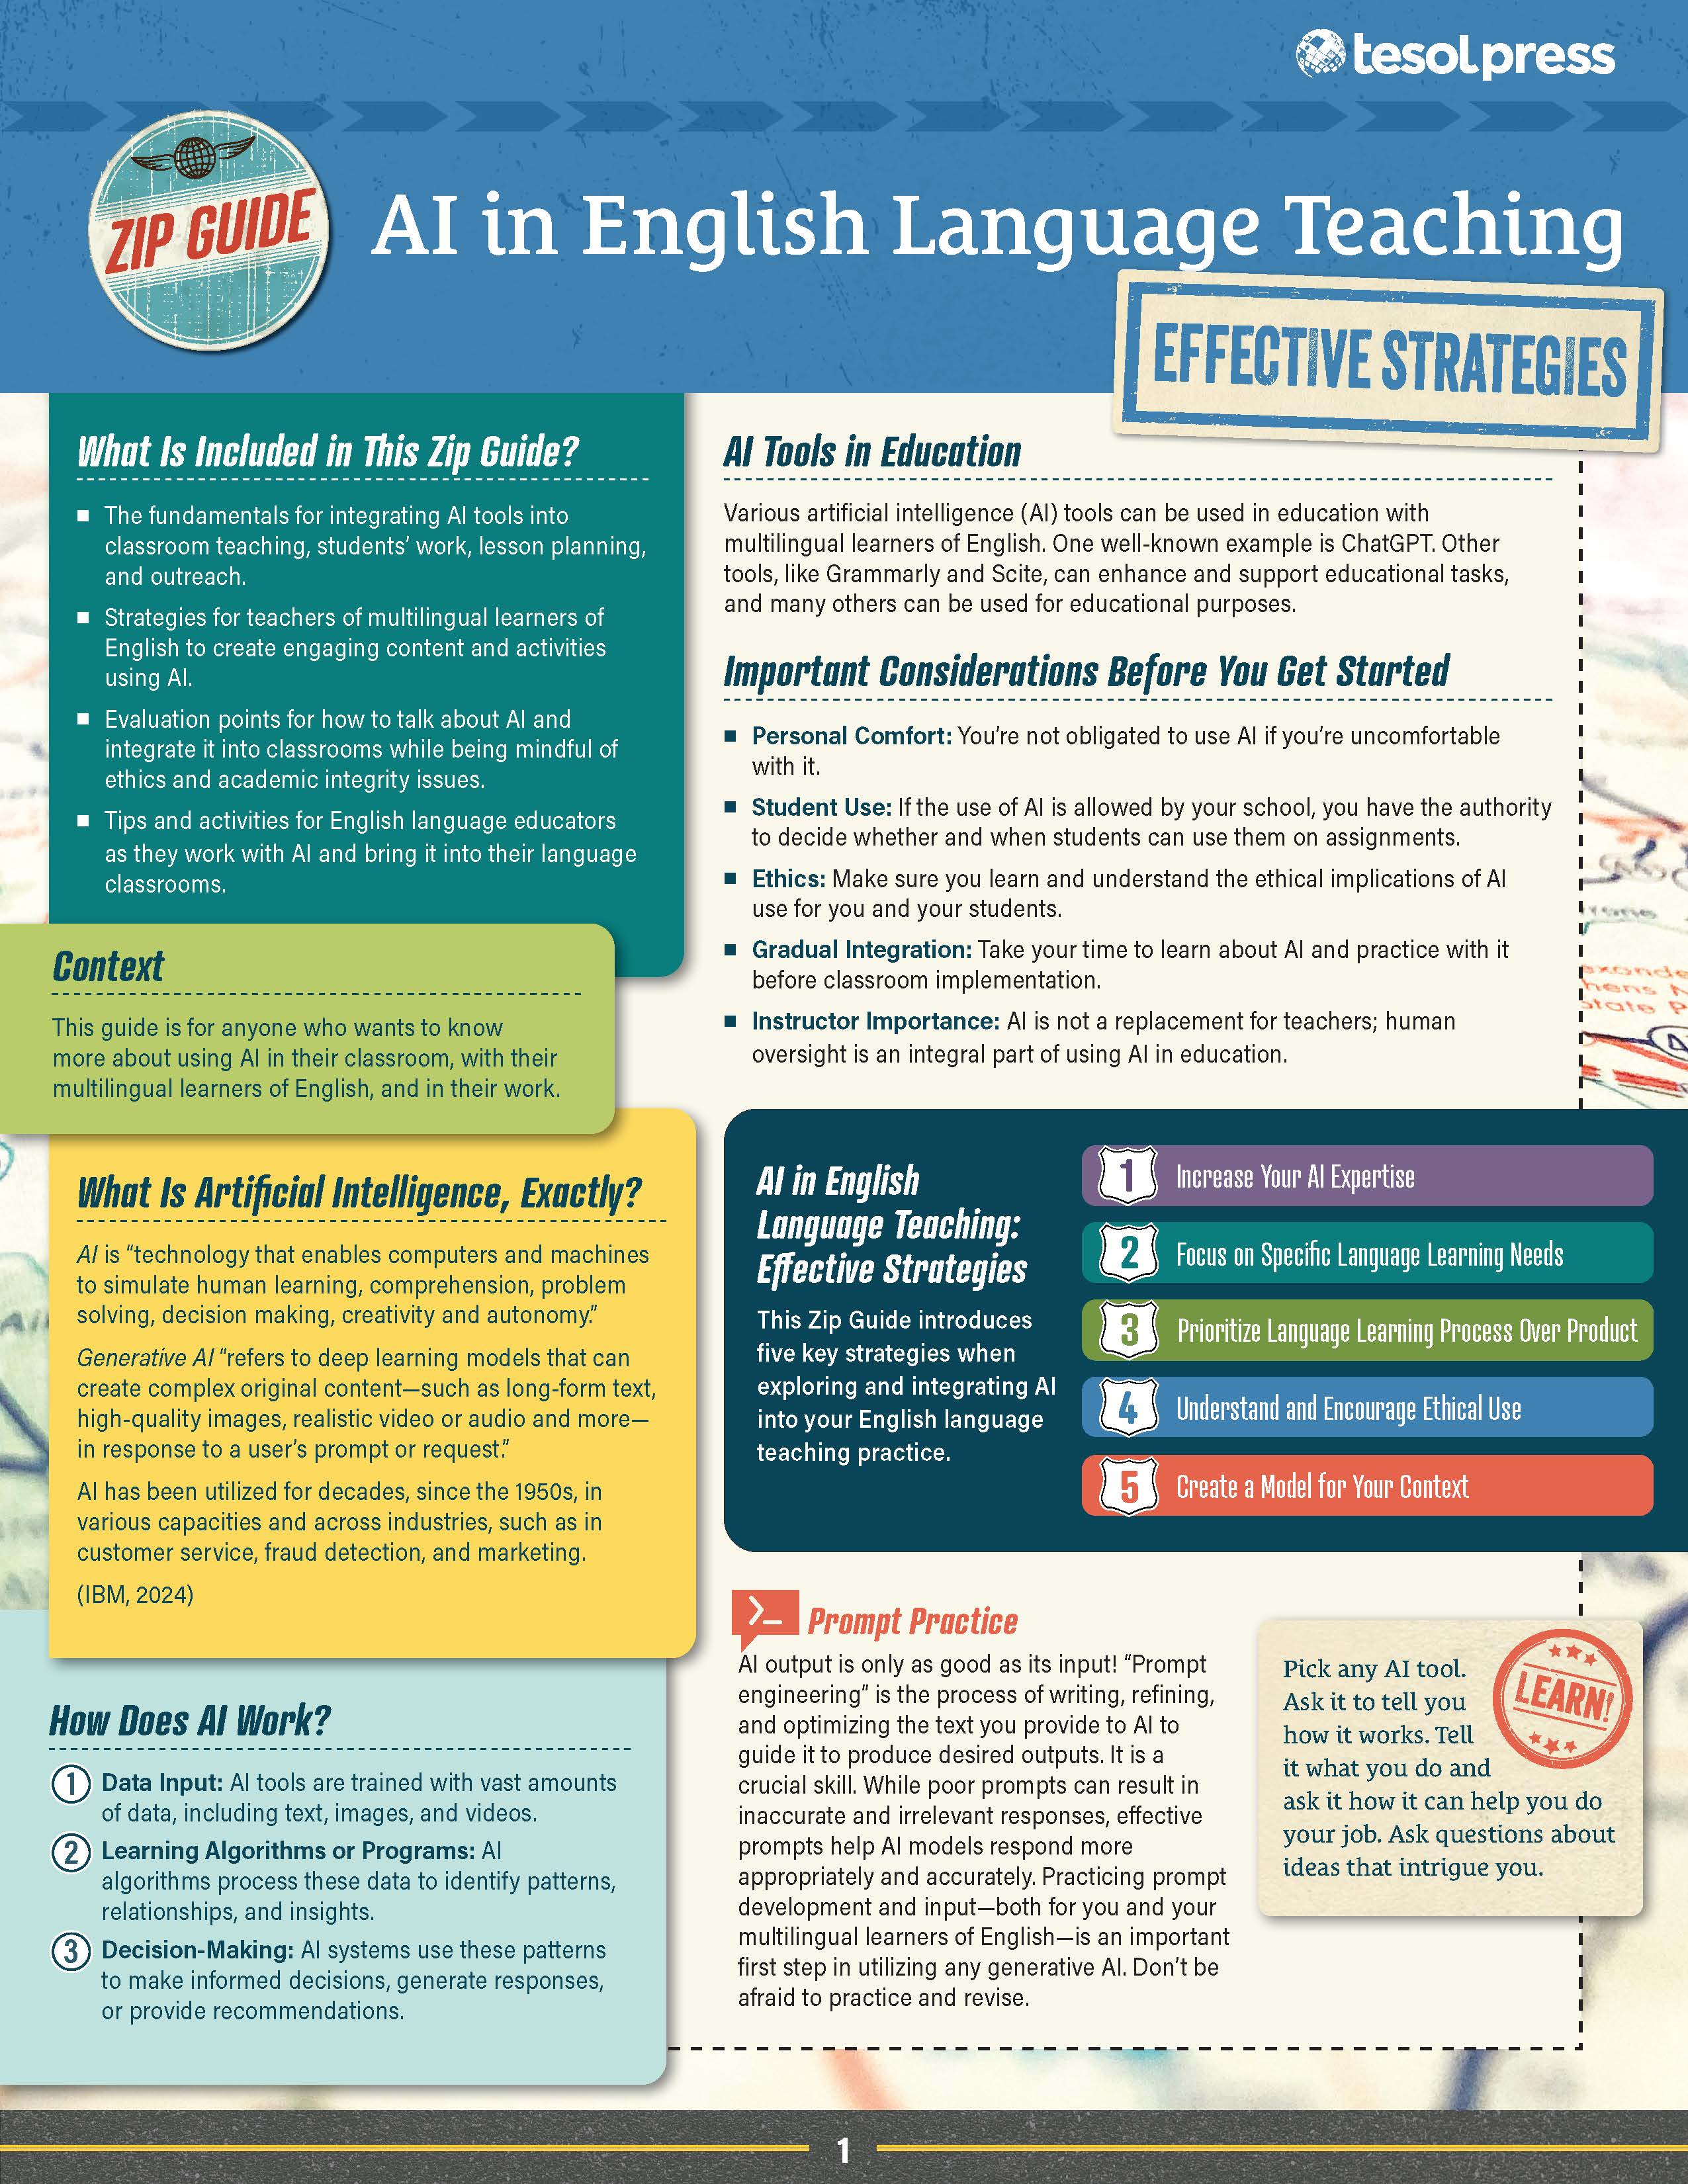 tesolpress
ZIP GUIDE
AI in English Language Teaching
EFFECTIVE STRATEGIES
What Is Included in This Zip Guide?
■ The fundamentals for integrating AI tools into
classroom teaching, students’ work, lesson planning,
and outreach.
■ Strategies for teachers of multilingual learners of
English to create engaging content and activities
using AI.
■ Evaluation points for how to talk about AI and
integrate it into classrooms while being mindful of
ethics and academic integrity issues.
■ Tips and activities for English language educators
as they work with AI and bring it into their language
classrooms.
Context
This guide is for anyone who wants to know
more about using AI in their classroom, with their
multilingual learners of English, and in their work.
What Is Artificial Intelligence, Exactly?
AI is “technology that enables computers and machines
to simulate human learning, comprehension, problem
solving, decision making, creativity and autonomy.”
Generative AI “refers to deep learning models that can
create complex original content—such as long-form text,
high-quality images, realistic video or audio and more—
in response to a user’s prompt or request.”
AI has been utilized for decades, since the 1950s, in
various capacities and across industries, such as in
customer service, fraud detection, and marketing.
(IBM, 2024)
How Does AI Work?
1 Data Input: AI tools are trained with vast amounts
of data, including text, images, and videos.
2 Learning Algorithms or Programs: AI
algorithms process these data to identify patterns,
relationships, and insights.
3 Decision-Making: AI systems use these patterns
to make informed decisions, generate responses,
or provide recommendations.
AI Tools in Education
Various artificial intelligence (AI) tools can be used in education with
multilingual learners of English. One well-known example is ChatGPT. Other
tools, like Grammarly and Scite, can enhance and support educational tasks,
and many others can be used for educational purposes.
Important Considerations Before You Get Started
■ Personal Comfort: You’re not obligated to use AI if you’re uncomfortable
with it.
■ Student Use: If the use of AI is allowed by your school, you have the authority
to decide whether and when students can use them on assignments.
■ Ethics: Make sure you learn and understand the ethical implications of AI
use for you and your students.
■ Gradual Integration: Take your time to learn about AI and practice with it
before classroom implementation.
■ Instructor Importance: AI is not a replacement for teachers; human
oversight is an integral part of using AI in education.
AI in English
Language Teaching:
Effective Strategies
This Zip Guide introduces
five key strategies when
exploring and integrating AI
into your English language
teaching practice.
1 Increase Your AI Expertise
2 Focus on Specific Language Learning Needs
3 Prioritize Language Learning Process Over Product
4 Understand and Encourage Ethical Use
5 Create a Model for Your Context
Prompt Practice
AI output is only as good as its input! “Prompt
engineering” is the process of writing, refining,
and optimizing the text you provide to AI to
guide it to produce desired outputs. It is a
crucial skill. While poor prompts can result in
inaccurate and irrelevant responses, effective
prompts help AI models respond more
appropriately and accurately. Practicing prompt
development and input—both for you and your
multilingual learners of English—is an important
first step in utilizing any generative AI. Don’t be
afraid to practice and revise.
LEARN!
Pick any AI tool.
Ask it to tell you
how it works. Tell
it what you do and
ask it how it can help you do
your job. Ask questions about
ideas that intrigue you.
1